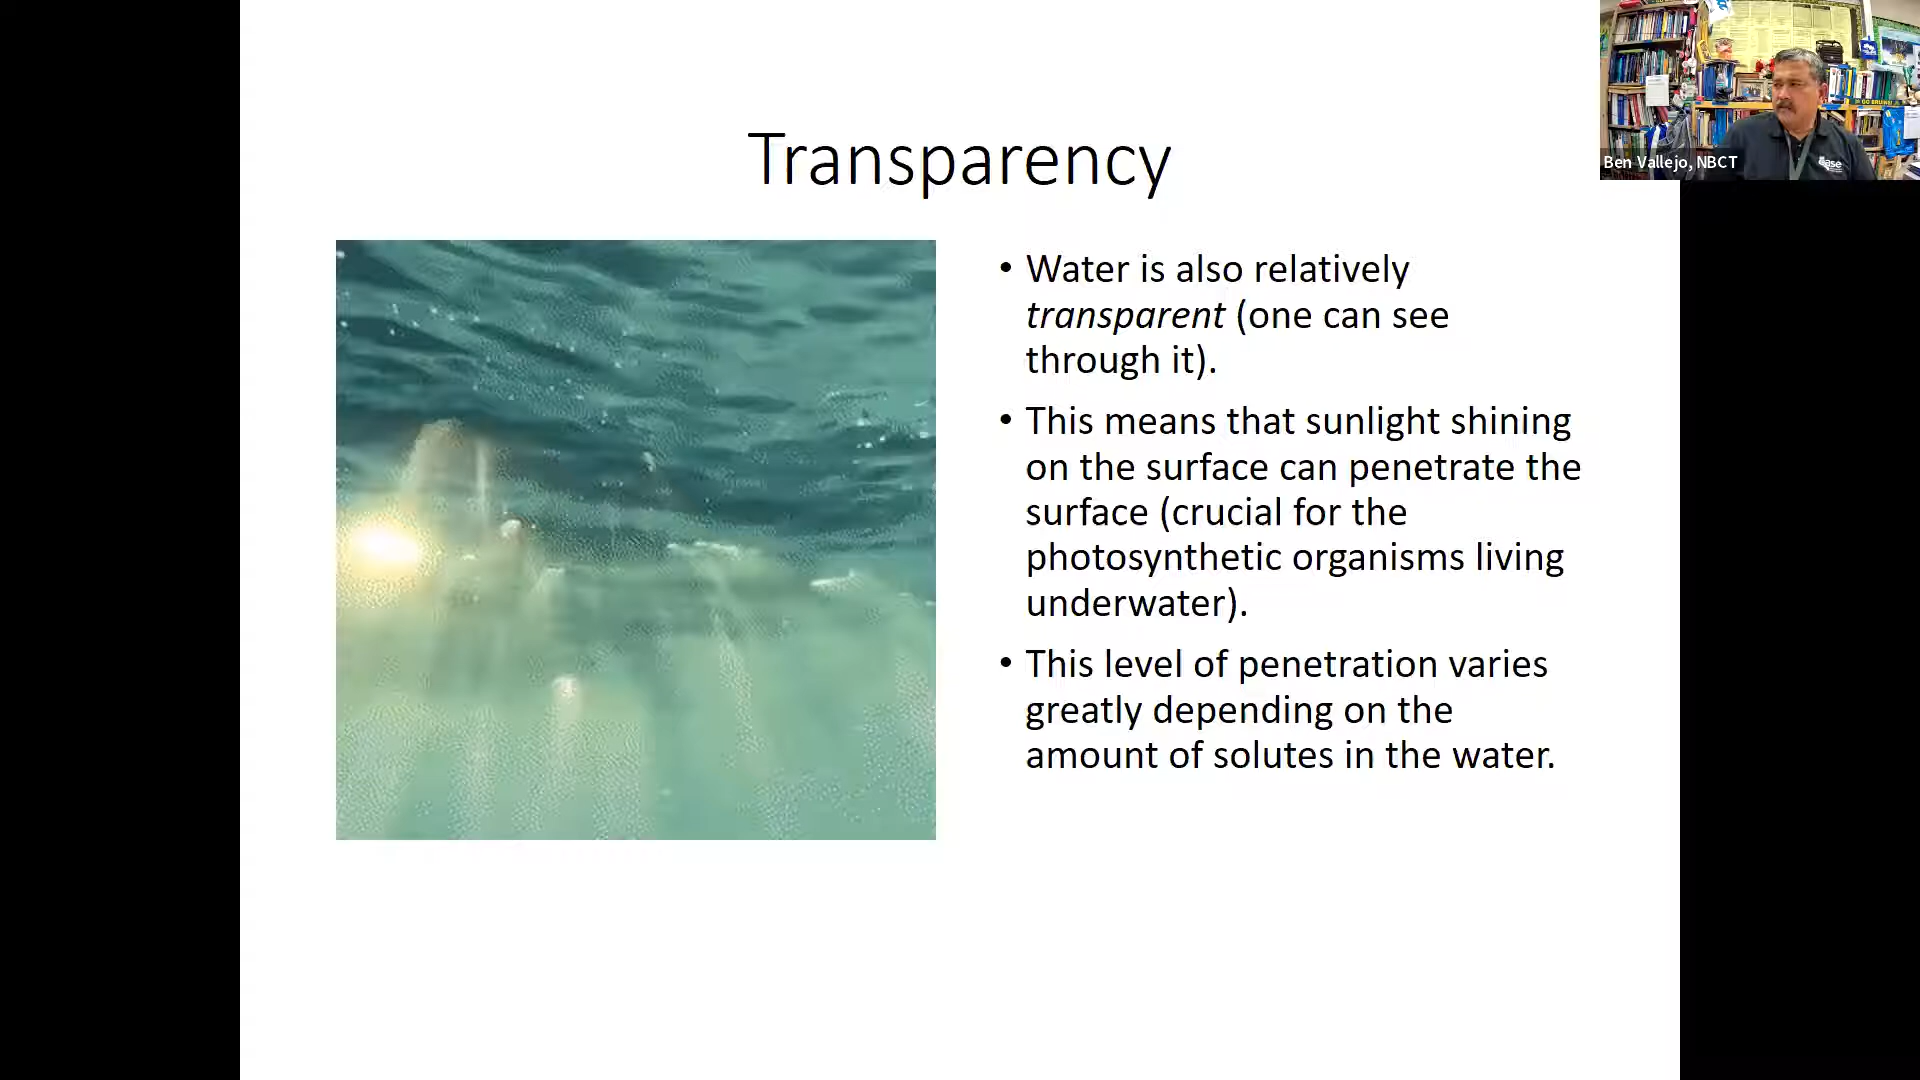 Transparency
• Water is also relatively
transparent (one can see
through it).
• This means that sunlight shining
on the surface can penetrate the
surface (crucial for the
photosynthetic organisms living
underwater).
• This level of penetration varies
greatly depending on the
amount of solutes in the water.
GO BRUINS!
Ben Vallejo, NBCT